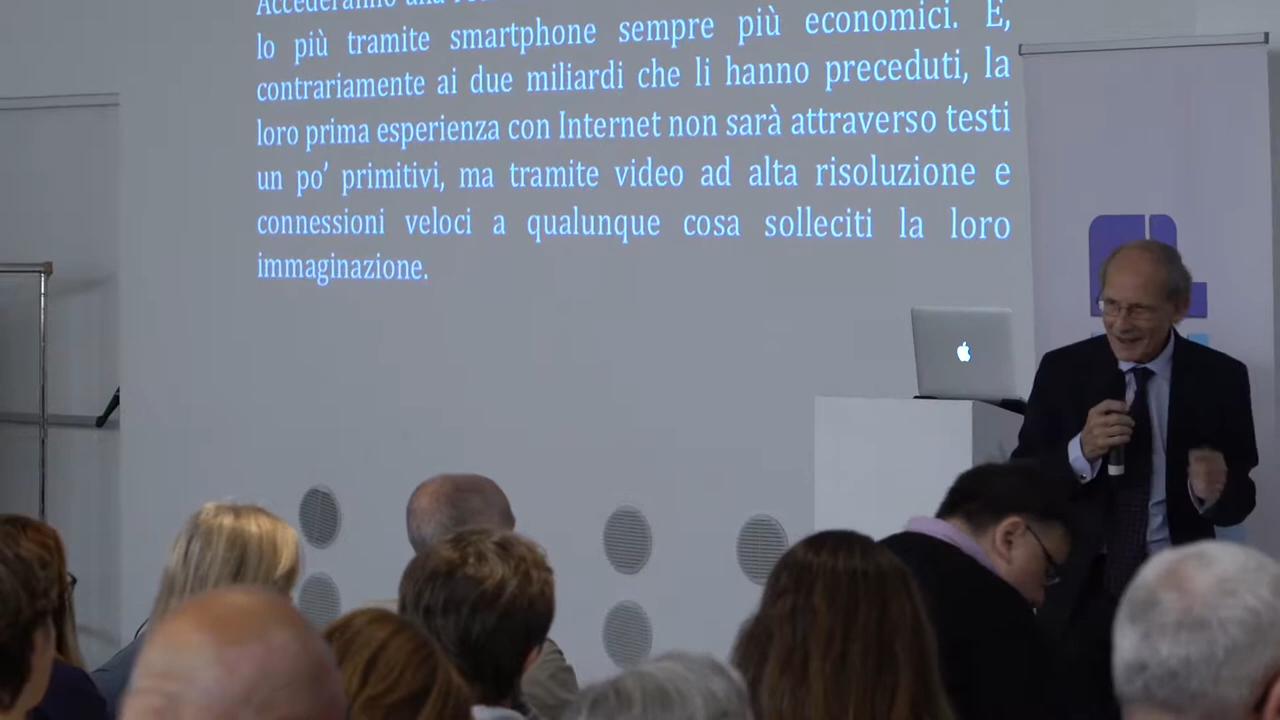 Accederanno alla
lo più tramite smartphone sempre più economici. E,
contrariamente ai due miliardi che li hanno preceduti, la
loro prima esperienza con Internet non sarà attraverso testi
un po’ primitivi, ma tramite video ad alta risoluzione e
connessioni veloci a qualunque cosa solleciti la loro
immaginazione.